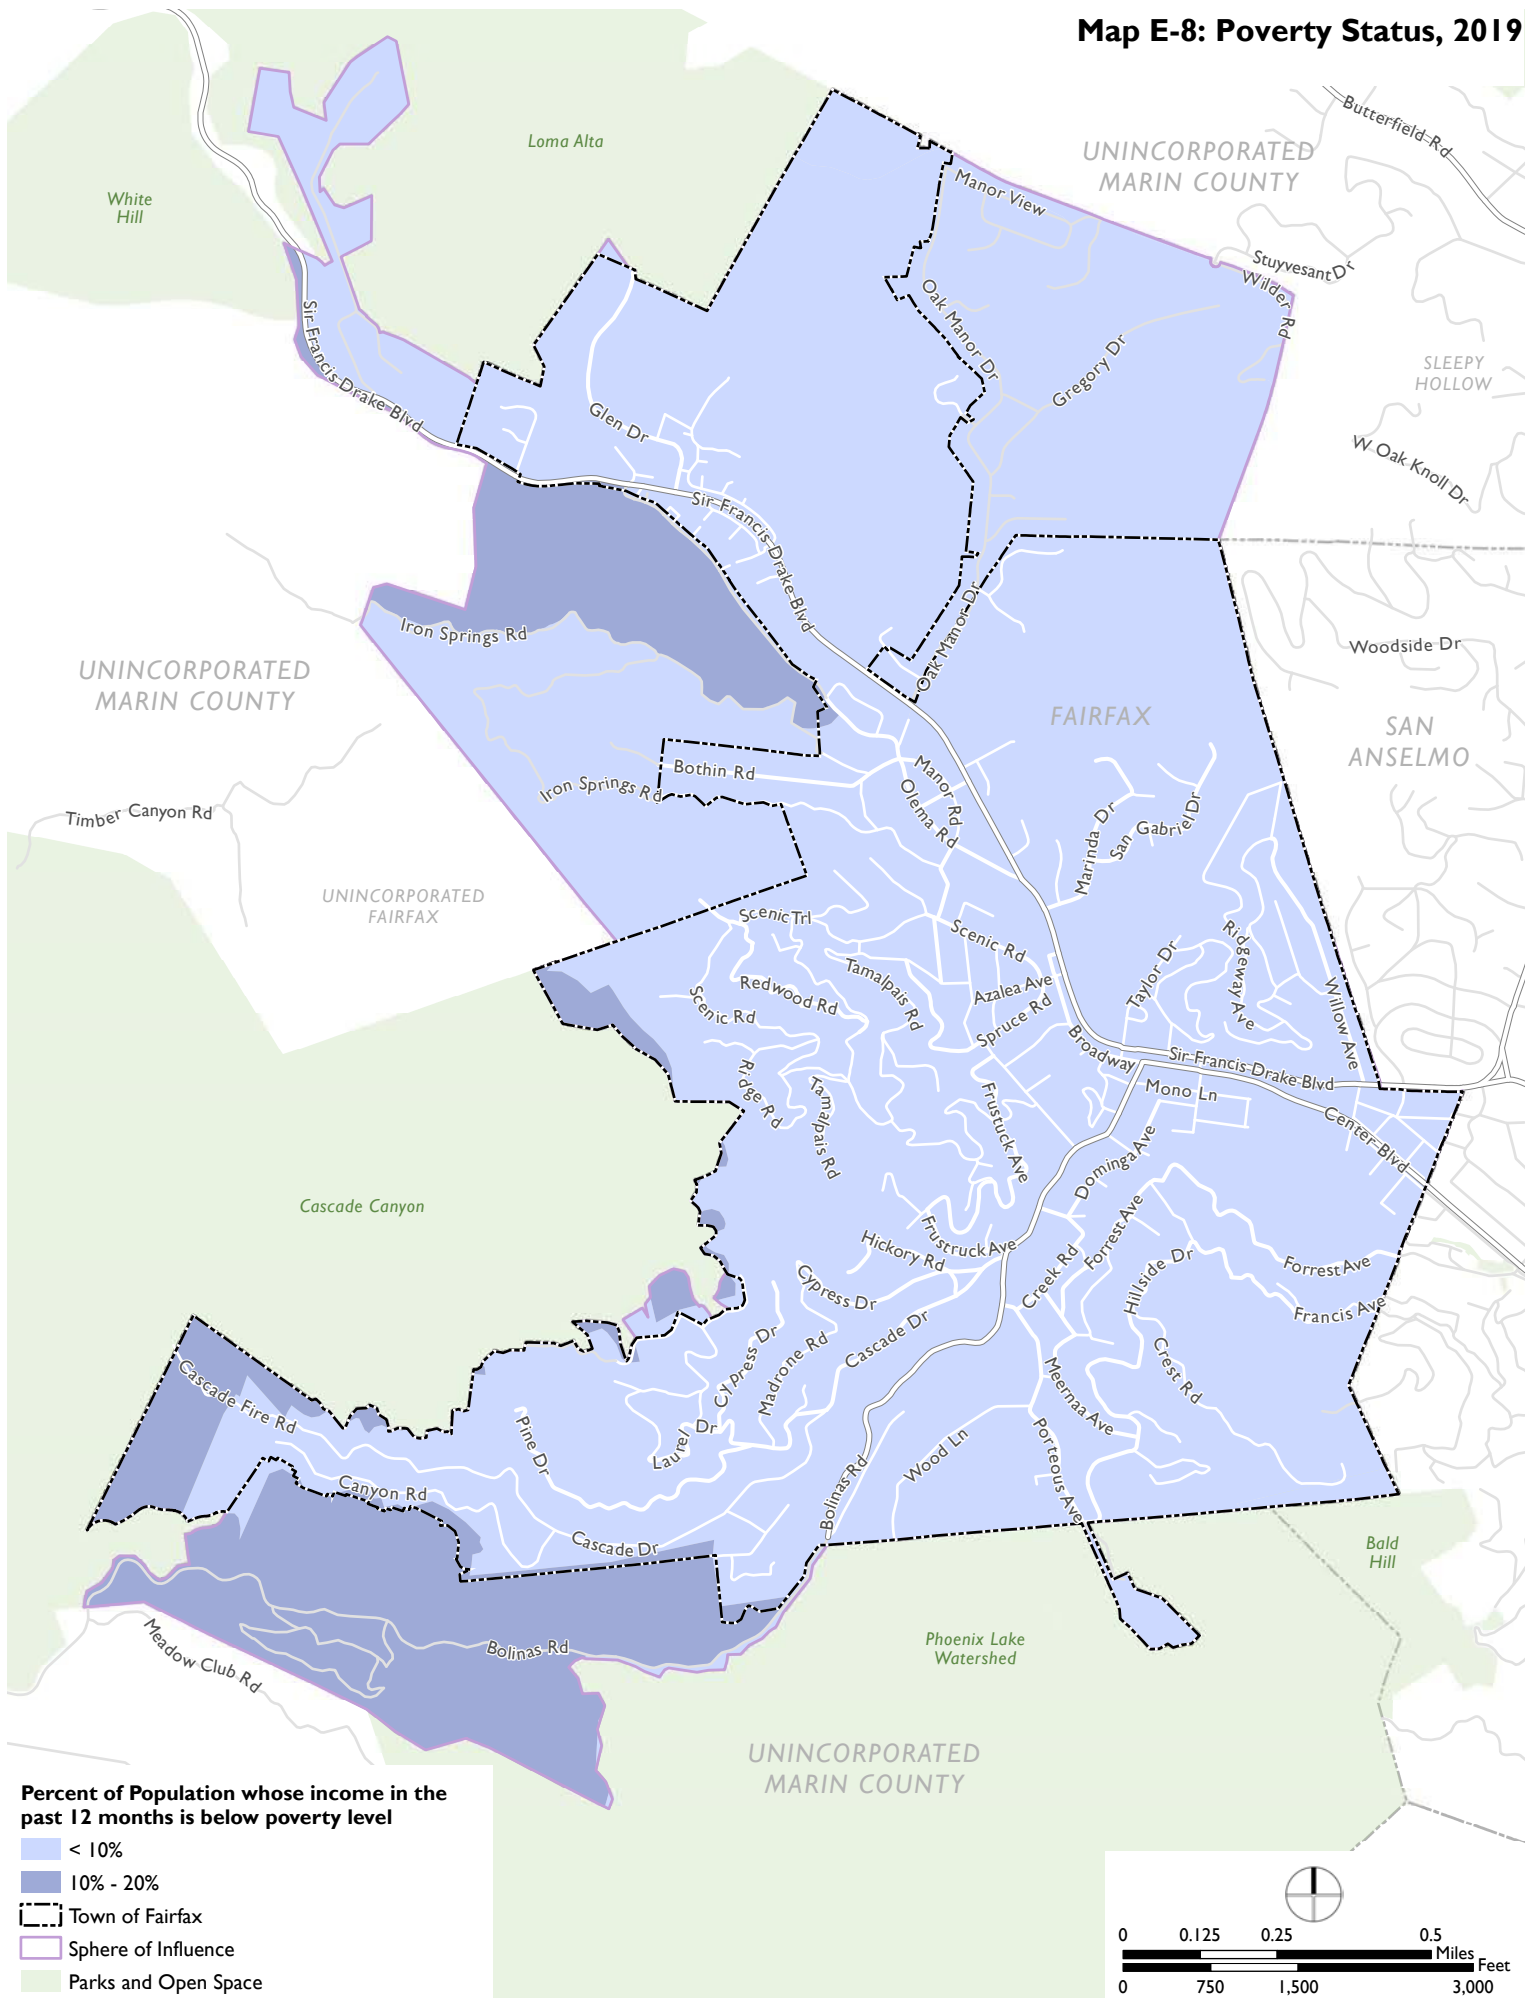 Map E-8: Poverty Status, 2019
Butterfield Rd
UNINCORPORATED
MARIN COUNTY
Loma Alta
White
Hill
Manor View
Stuyvesant Dr
Wilder Rd
Oak Manor Dr
Gregory Dr
Sir Francis Drake Blvd
SLEEPY
HOLLOW
Glen Dr
W Oak Knoll Dr
Sir Francis Drake Blvd
Iron Springs Rd
Oak Manor Dr
Woodside Dr
UNINCORPORATED
MARIN COUNTY
FAIRFAX
SAN
ANSELMO
Bothin Rd
Manor Rd
Iron Springs Rd
Olema Rd
Timber Canyon Rd
Marinda Dr
San Gabriel Dr
UNINCORPORATED
FAIRFAX
Scenic Trl
Scenic Rd
Ridgeway Ave
Taylor Dr
Tamalpais Rd
Redwood Rd
Azalea Ave
Scenic Rd
Spruce Rd
Willow Ave
Broadway
Sir Francis Drake Blvd
Ridge Rd
Tamalpais Rd
Frustuck Ave
Mono Ln
Center Blvd
Dominga Ave
Cascade Canyon
Frustruck Ave
Hickory Rd
Forrest Ave
Creek Rd
Hillside Dr
Forrest Ave
Cypress Dr
Francis Ave
Cascade Dr
Cypress Dr
Madrone Rd
Crest Rd
Cascade Fire Rd
Meernaa Ave
Pine Dr
Laurel Dr
Porteous Ave
Wood Ln
Canyon Rd
Bolinas Rd
Cascade Dr
Bald
Hill
Phoenix Lake
Watershed
Bolinas Rd
Meadow Club Rd
UNINCORPORATED
MARIN COUNTY
Percent of Population whose income in the
past 12 months is below poverty level
< 10%
10% - 20%
Town of Fairfax
Sphere of Influence
Parks and Open Space
0 0.125 0.25 0.5
Miles
Feet
0 750 1,500 3,000